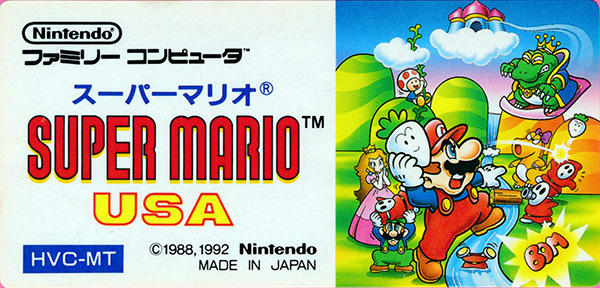 Nintendo®
ファミリー コンピュータ™
スーパーマリオ®
SUPER MARIO™
USA
©1988, 1992 Nintendo
HVC-MT
MADE IN JAPAN